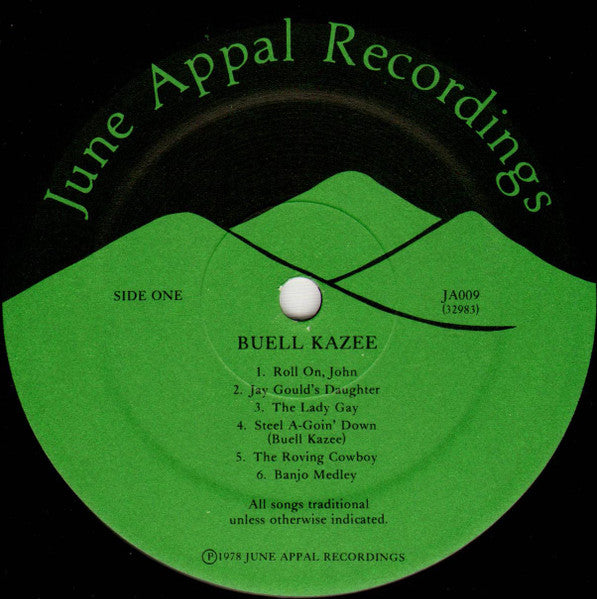 June Appal Recordings
SIDE ONE
JA009
(32983)
BUELL KAZEE
1. Roll On, John
2. Jay Gould's Daughter
3. The Lady Gay
4. Steel A-Goin' Down
(Buell Kazee)
5. The Roving Cowboy
6. Banjo Medley
All songs traditional
unless otherwise indicated.
Ⓟ1978 JUNE APPAL RECORDINGS